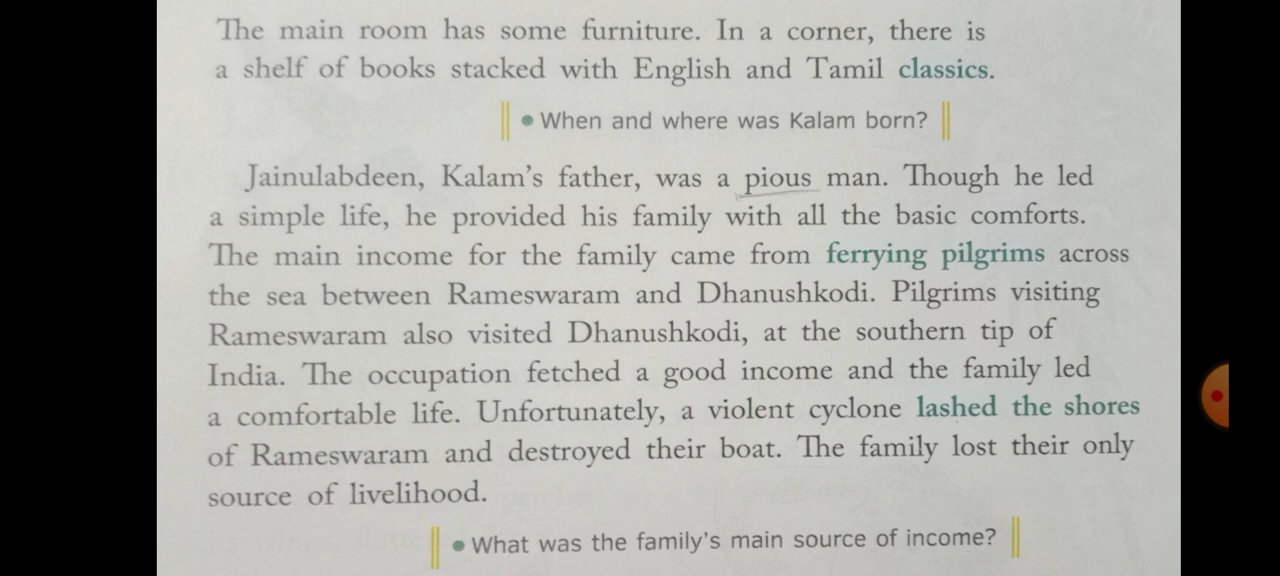 The main room has some furniture. In a corner, there is
a shelf of books stacked with English and Tamil classics.
• When and where was Kalam born?
Jainulabdeen, Kalam's father, was a pious man. Though he led
a simple life, he provided his family with all the basic comforts.
The main income for the family came from ferrying pilgrims across
the sea between Rameswaram and Dhanushkodi. Pilgrims visiting
Rameswaram also visited Dhanushkodi, at the southern tip of
India. The occupation fetched a good income and the family led
a comfortable life. Unfortunately, a violent cyclone lashed the shores
of Rameswaram and destroyed their boat. The family lost their only
source of livelihood.
• What was the family's main source of income?